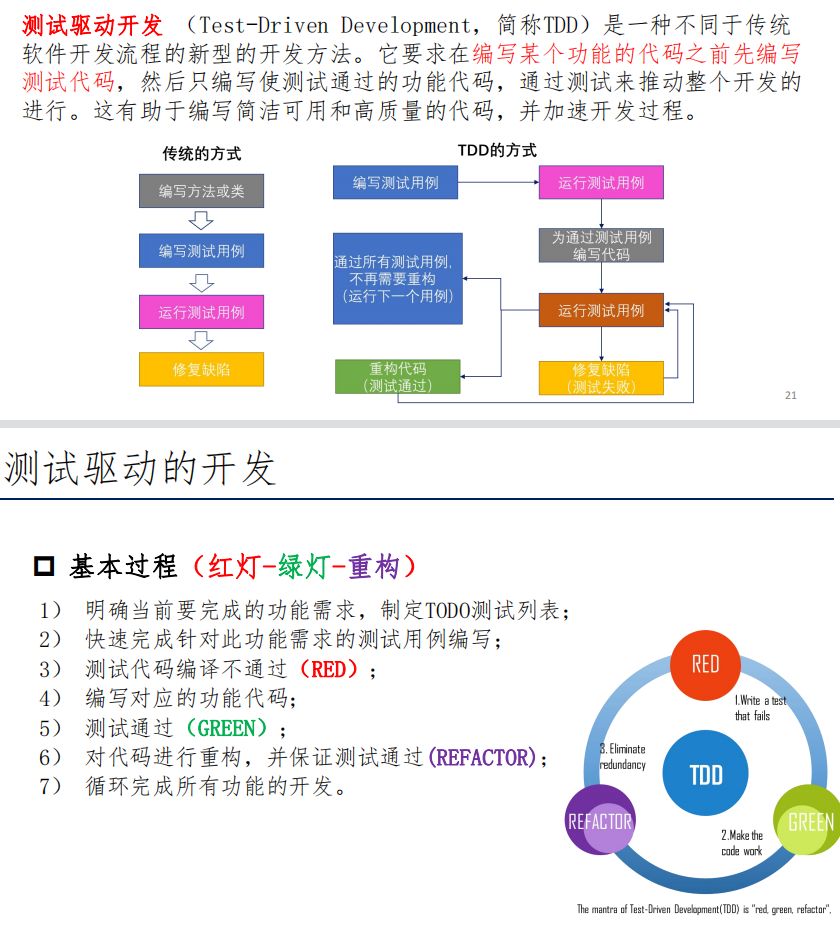 测试驱动开发（Test-Driven Development，简称TDD）是一种不同于传统
软件开发流程的新型的开发方法。它要求在编写某个功能的代码之前先编写
测试代码，然后只编写使测试通过的功能代码，通过测试来推动整个开发的
进行。这有助于编写简洁可用和高质量的代码，并加速开发过程。
传统的方式
编写方法或类
编写测试用例
运行测试用例
修复缺陷
TDD的方式
编写测试用例
运行测试用例
为通过测试用例
编写代码
运行测试用例
通过所有测试用例,
不再需要重构
（运行下一个用例）
重构代码
（测试通过）
修复缺陷
（测试失败）
21
测试驱动的开发
基本过程（红灯-绿灯-重构）
1） 明确当前要完成的功能需求，制定TODO测试列表；
2） 快速完成针对此功能需求的测试用例编写；
3） 测试代码编译不通过（RED）；
4） 编写对应的功能代码；
5） 测试通过（GREEN）；
6） 对代码进行重构，并保证测试通过(REFACTOR)；
7） 循环完成所有功能的开发。
RED
1.Write a test
that fails
3. Eliminate
redundancy
TDD
REFACTOR
GREEN
2.Make the
code work
The mantra of Test-Driven Development(TDD) is "red, green, refactor".